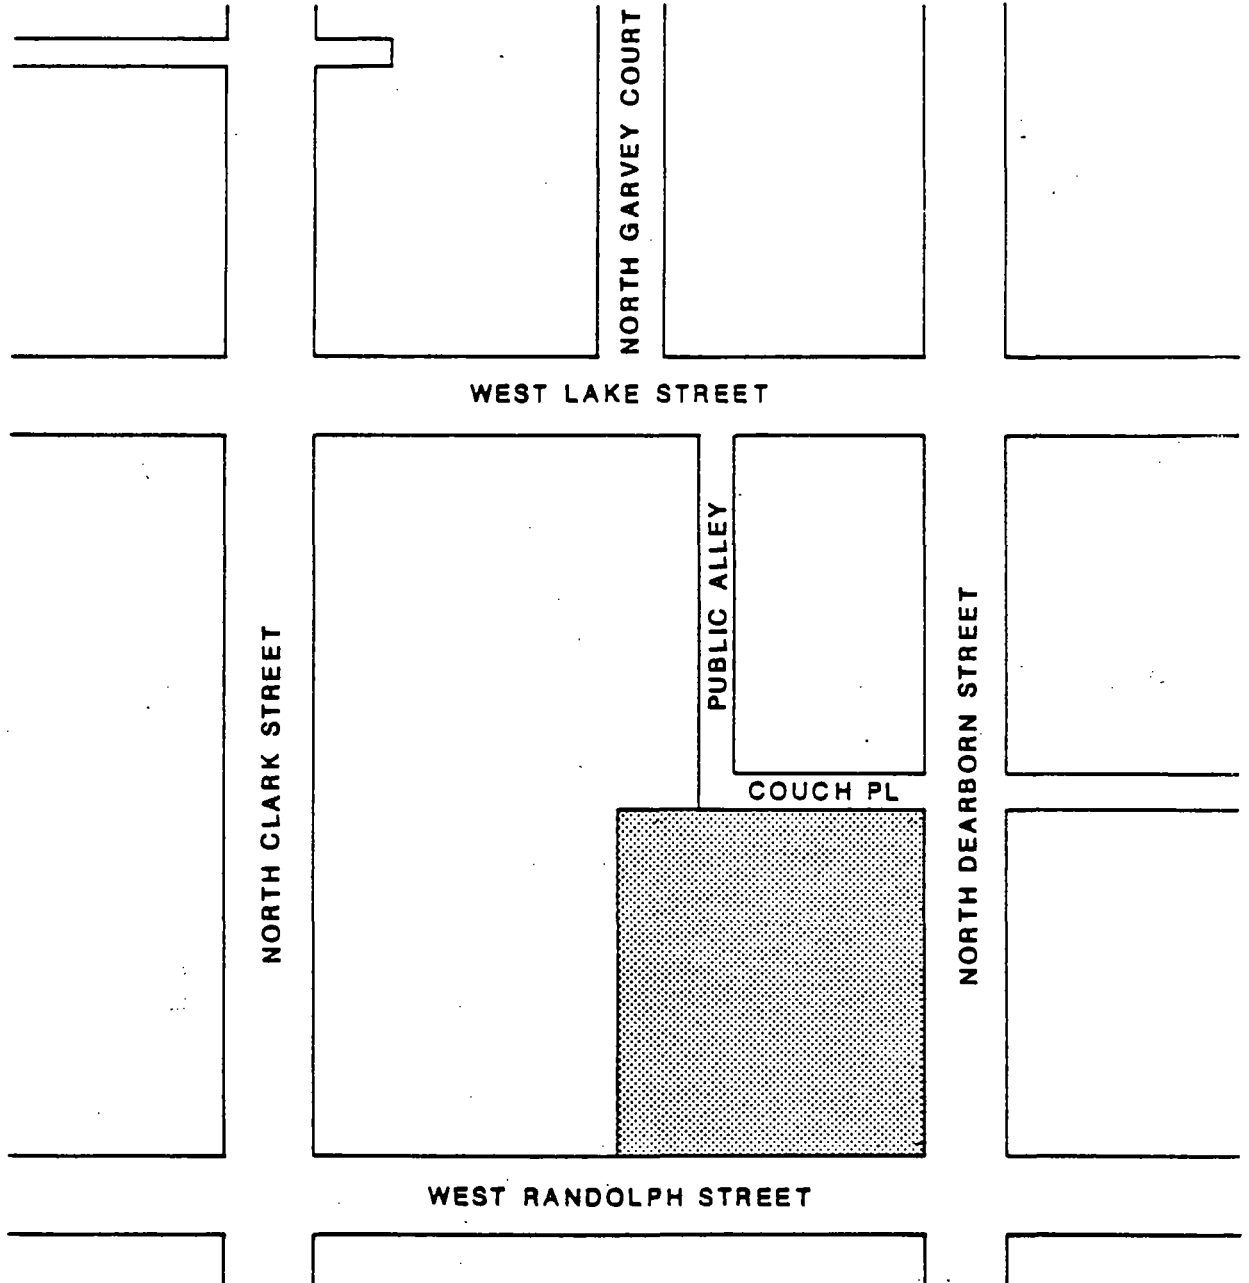 NORTH GARVEY COURT
WEST LAKE STREET
PUBLIC ALLEY
NORTH CLARK STREET
NORTH DEARBORN STREET
COUCH PL
WEST RANDOLPH STREET